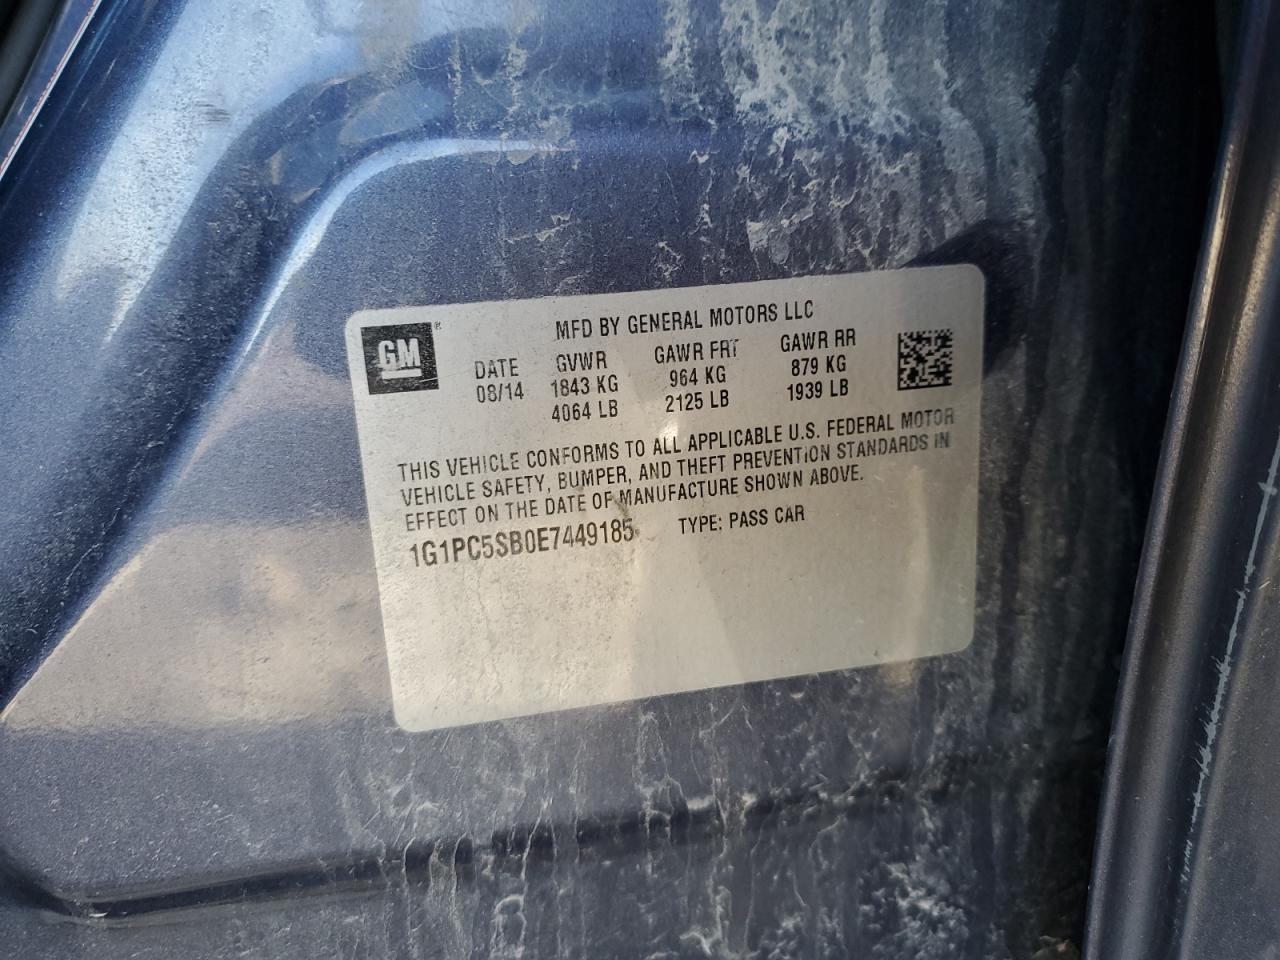 GM®
MFD BY GENERAL MOTORS LLC
DATE GVWR GAWR FRT GAWR RR
08/14 1843 KG 964 KG 879 KG
4064 LB 2125 LB 1939 LB
THIS VEHICLE CONFORMS TO ALL APPLICABLE U.S. FEDERAL MOTOR
VEHICLE SAFETY, BUMPER, AND THEFT PREVENTION STANDARDS IN
EFFECT ON THE DATE OF MANUFACTURE SHOWN ABOVE.
1G1PC5SB0E7449185 TYPE: PASS CAR